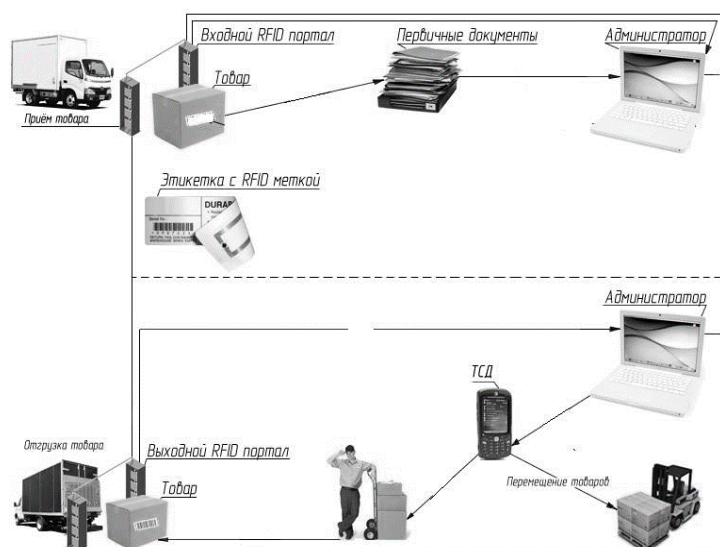 Входной RFID портал
Первичные документы
Администратор
Товар
Приём товара
Этикетка с RFID меткой
DURAB
Администратор
ТСД
Отгрузка товара
Выходной RFID портал
Товар
Перемещение товаров